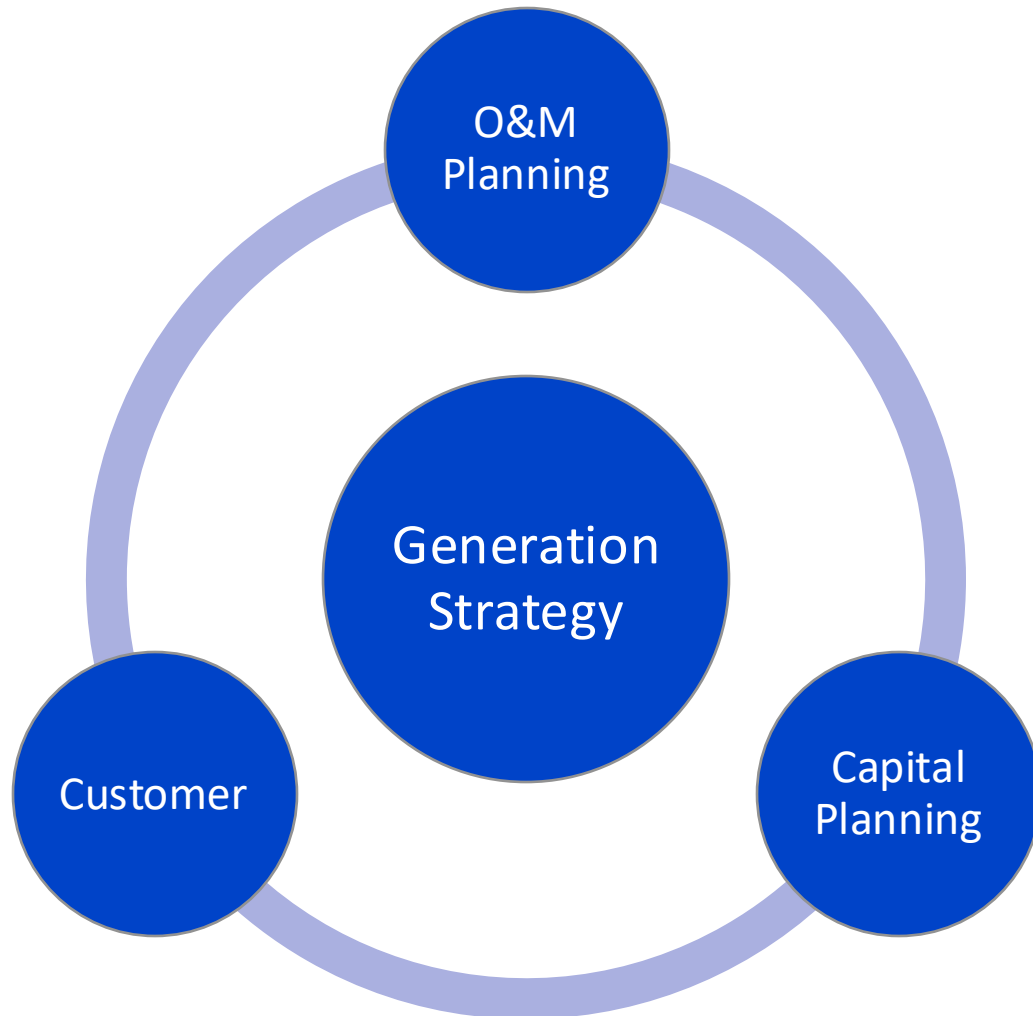 O&M
Planning
Generation
Strategy
Customer
Capital
Planning